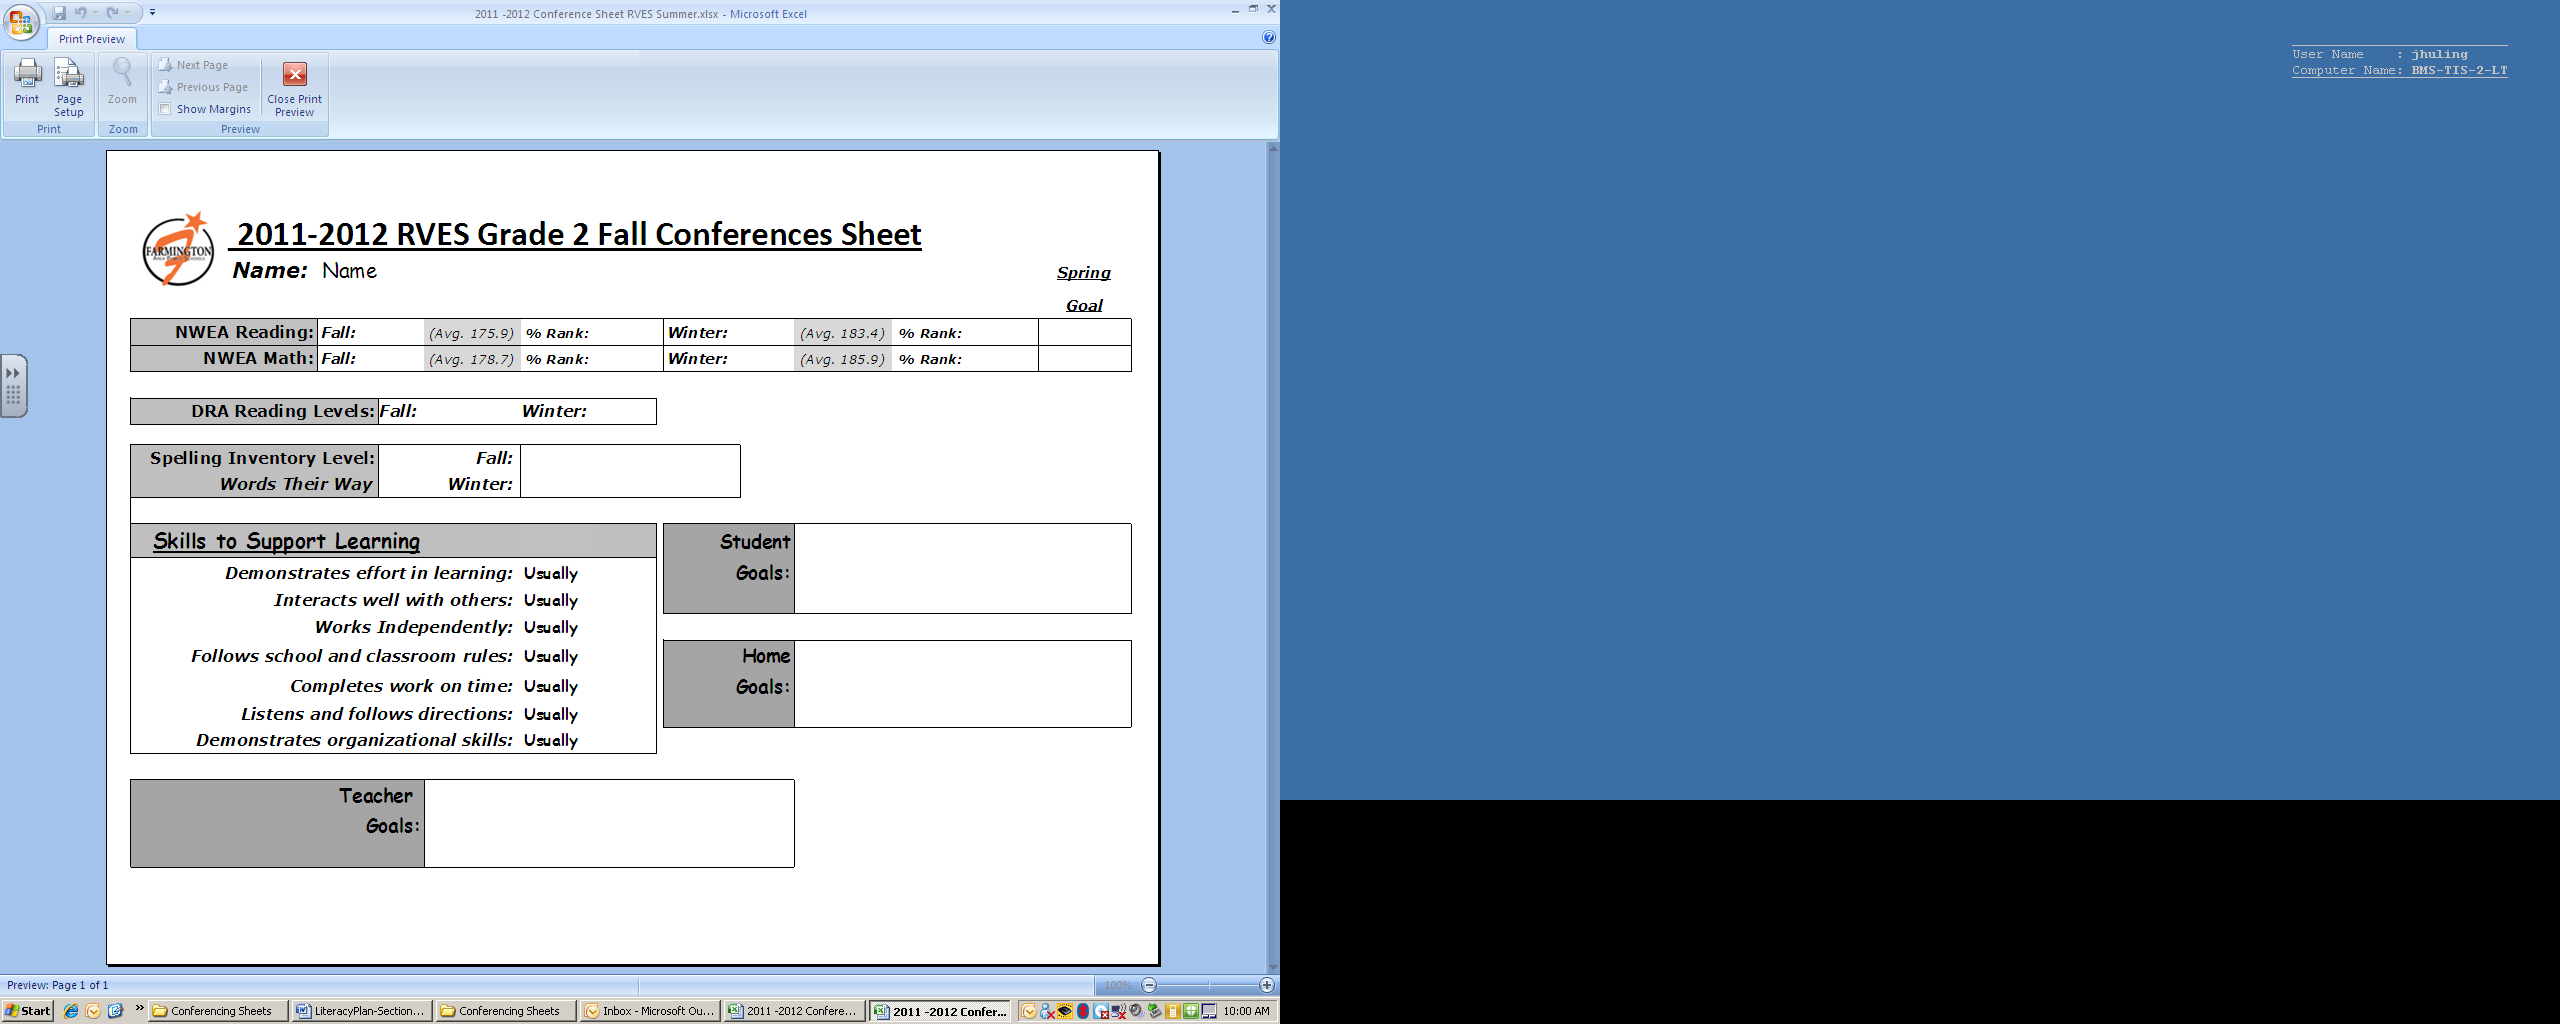 2011 -2012 Conference Sheet RVES Summer.xlsx - Microsoft Excel
Print Preview
Print
Page Setup
Zoom
Next Page
Previous Page
Show Margins
Close Print Preview
Print
Zoom
Preview
User Name : jhuling
Computer Name: BMS-TIS-2-LT
FARMINGTON
2011-2012 RVES Grade 2 Fall Conferences Sheet
Name: Name
Spring
Goal
NWEA Reading: Fall: (Avg. 175.9) % Rank: Winter: (Avg. 183.4) % Rank:
NWEA Math: Fall: (Avg. 178.7) % Rank: Winter: (Avg. 185.9) % Rank:
DRA Reading Levels: Fall: Winter:
Spelling Inventory Level: Fall:
Words Their Way Winter:
Skills to Support Learning
Demonstrates effort in learning: Usually
Interacts well with others: Usually
Works Independently: Usually
Follows school and classroom rules: Usually
Completes work on time: Usually
Listens and follows directions: Usually
Demonstrates organizational skills: Usually
Student
Goals:
Home
Goals:
Teacher
Goals:
Preview: Page 1 of 1
100%
Start
Conferencing Sheets
LiteracyPlan-Section...
Conferencing Sheets
Inbox - Microsoft Ou...
2011 -2012 Confere...
2011 -2012 Confer...
10:00 AM